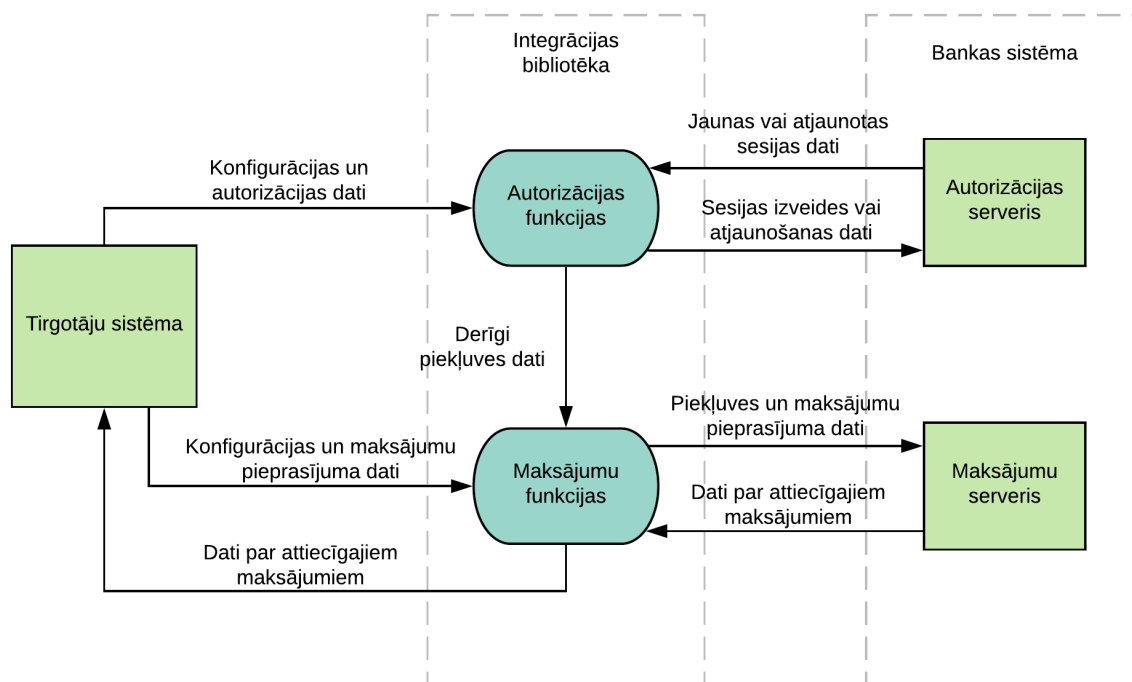 Integrācijas
bibliotēka
Bankas sistēma
Jaunas vai atjaunotas
sesijas dati
Konfigurācijas un
autorizācijas dati
Autorizācijas
funkcijas
Autorizācijas
serveris
Sesijas izveides vai
atjaunošanas dati
Tirgotāju sistēma
Derīgi
piekļuves dati
Piekļuves un maksājumu
pieprasījuma dati
Konfigurācijas un maksājumu
pieprasījuma dati
Maksājumu
funkcijas
Maksājumu
serveris
Dati par attiecīgajiem
maksājumiem
Dati par attiecīgajiem
maksājumiem